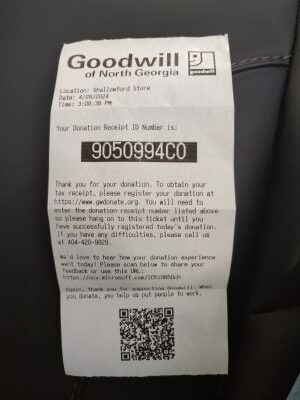 Goodwill
of North Georgia
goodwill
Location: Shallowford Store
Date: 4/28/2024
Time: 3:08:30 PM
Your Donation Receipt ID Number is:
9050994C0
Thank you for your donation. To obtain your
tax receipt, please register your donation at
https://www.gwdonate.org. You will need to
enter the donation receipt number listed above
so please hang on to this ticket until you
have successfully registered today's donation.
If you have any difficulties, please call us
at 404-420-9929.
We'd love to hear how your donation experience
went today! Please scan below to share your
feedback or use this URL:
Again, thank you for supporting Goodwill. When
you donate, you help us put people to work.